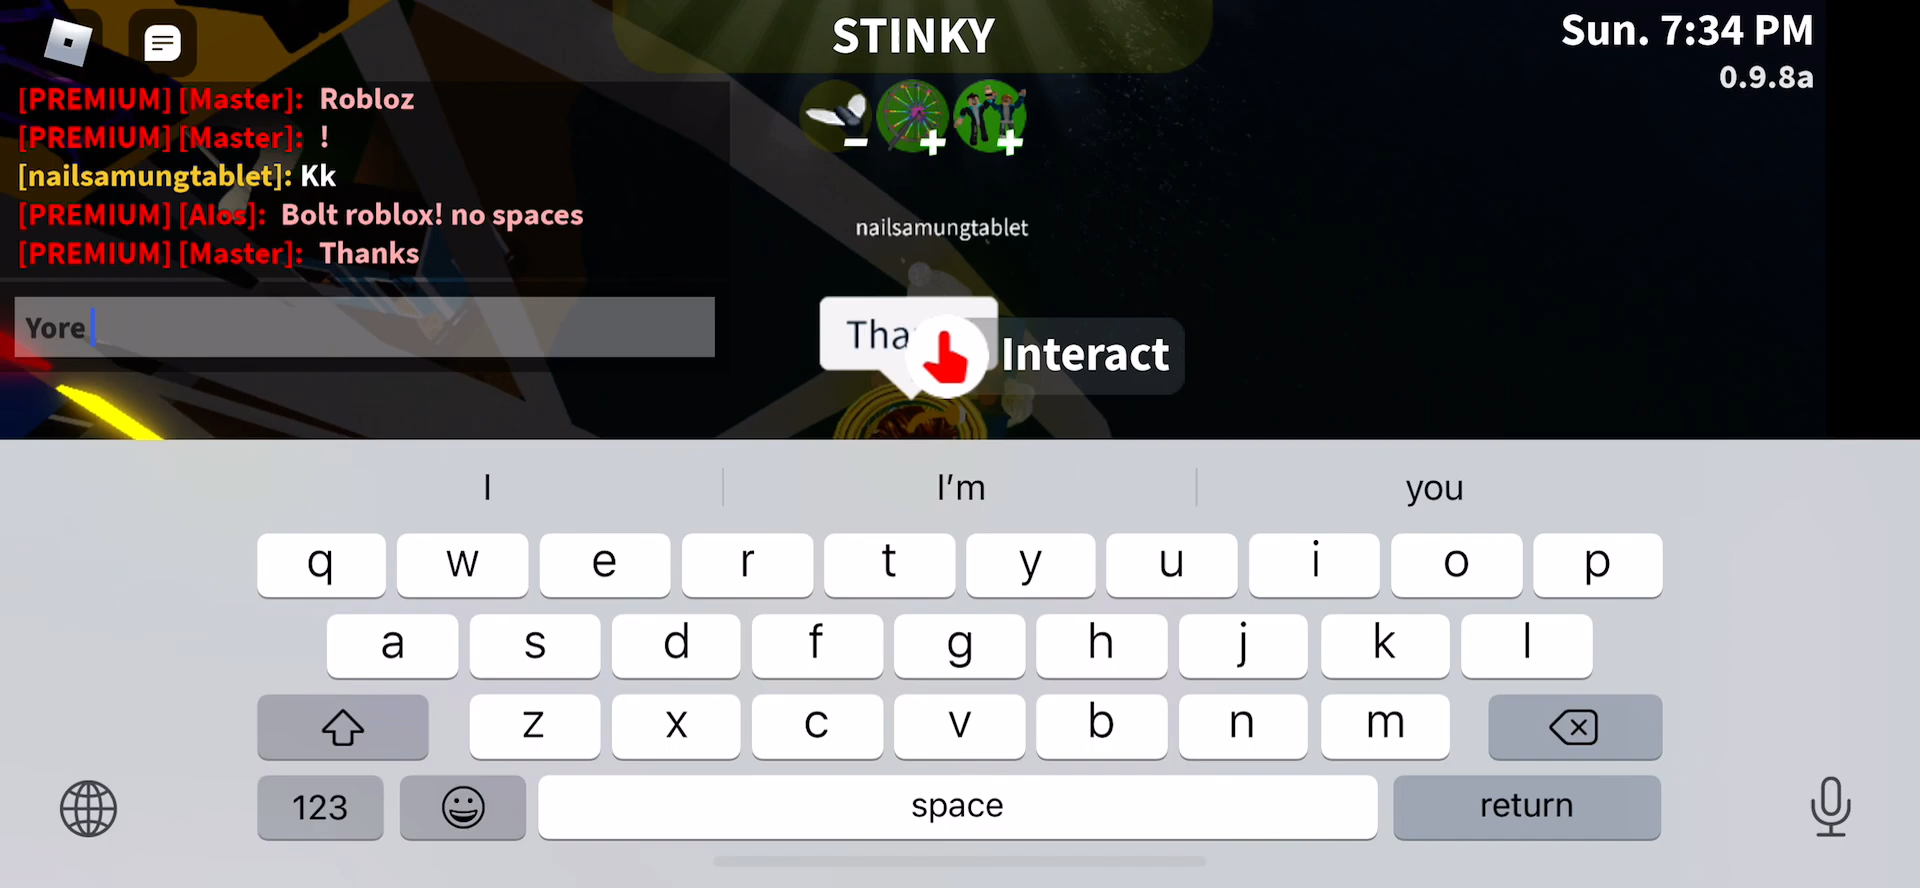 STINKY
Sun. 7:34 PM
0.9.8a
[PREMIUM] [Master]: Robloz
[PREMIUM] [Master]: !
[nailsamungtablet]: Kk
[PREMIUM] [Alos]: Bolt roblox! no spaces
[PREMIUM] [Master]: Thanks
nailsamungtablet
Yore
Tha
Interact
I I'm you
q w e r t y u i o p
a s d f g h j k l
z x c v b n m
123 space return